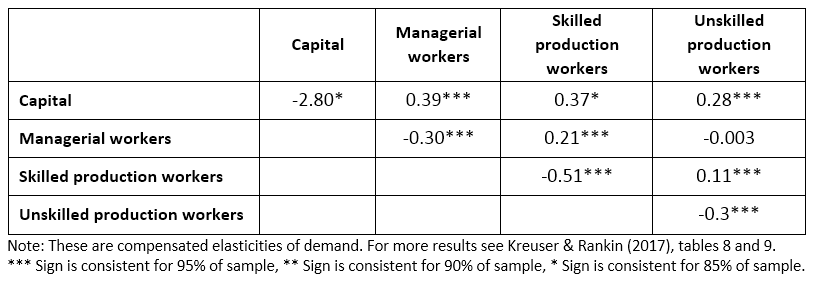 Capital Managerial workers Skilled production workers Unskilled production workers
Capital -2.80* 0.39*** 0.37* 0.28***
Managerial workers -0.30*** 0.21*** -0.003
Skilled production workers -0.51*** 0.11***
Unskilled production workers -0.3***
Note: These are compensated elasticities of demand. For more results see Kreuser & Rankin (2017), tables 8 and 9.
*** Sign is consistent for 95% of sample, ** Sign is consistent for 90% of sample, * Sign is consistent for 85% of sample.